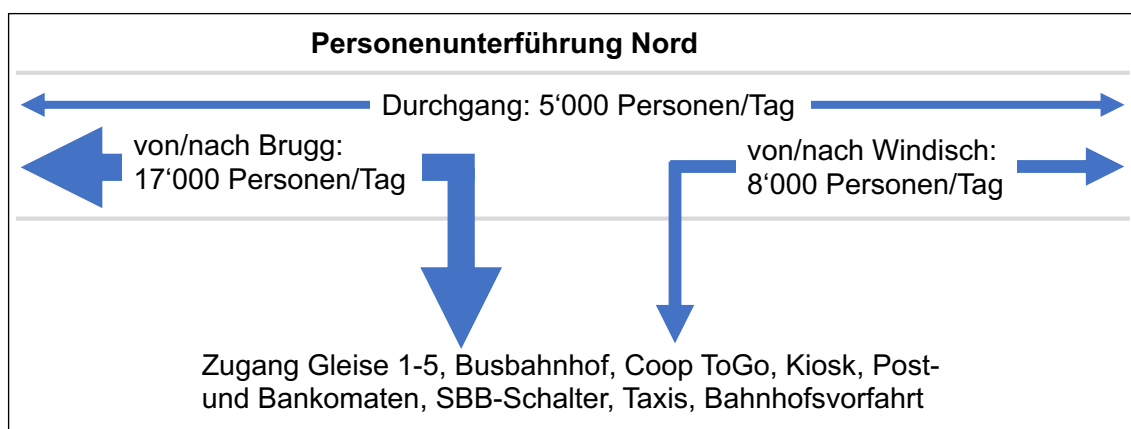 Personenunterführung Nord
Durchgang: 5‘000 Personen/Tag
von/nach Brugg:
17‘000 Personen/Tag
von/nach Windisch:
8‘000 Personen/Tag
Zugang Gleise 1-5, Busbahnhof, Coop ToGo, Kiosk, Post-
und Bankomaten, SBB-Schalter, Taxis, Bahnhofsvorfahrt